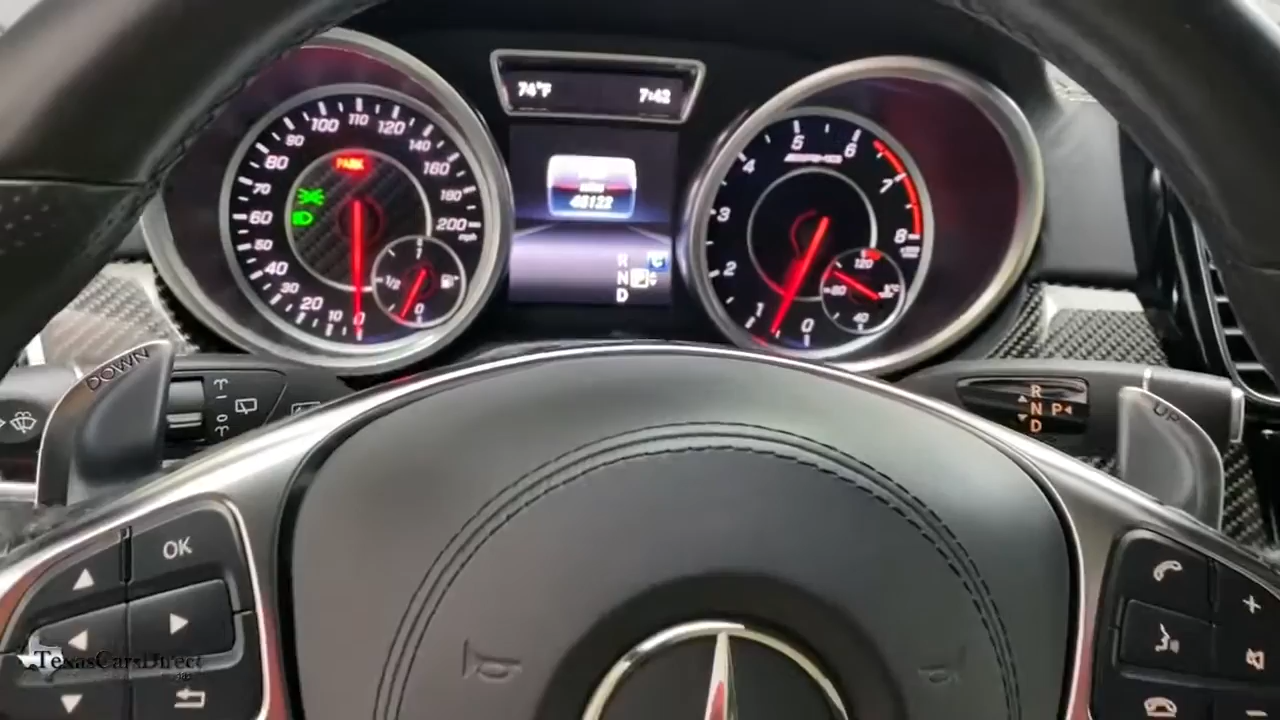 74°F 7:42
100 110 120
90 140
80 PARK 160
70 180
60 200
mph
50
40
30
20
10 0
1
1/2
0
48122
R
N P
D
5
4 AMG 6
3 7
2 8
1 0
120
80
40
DOWN
R
N P
D
UP
OK
TexasCarsDirect